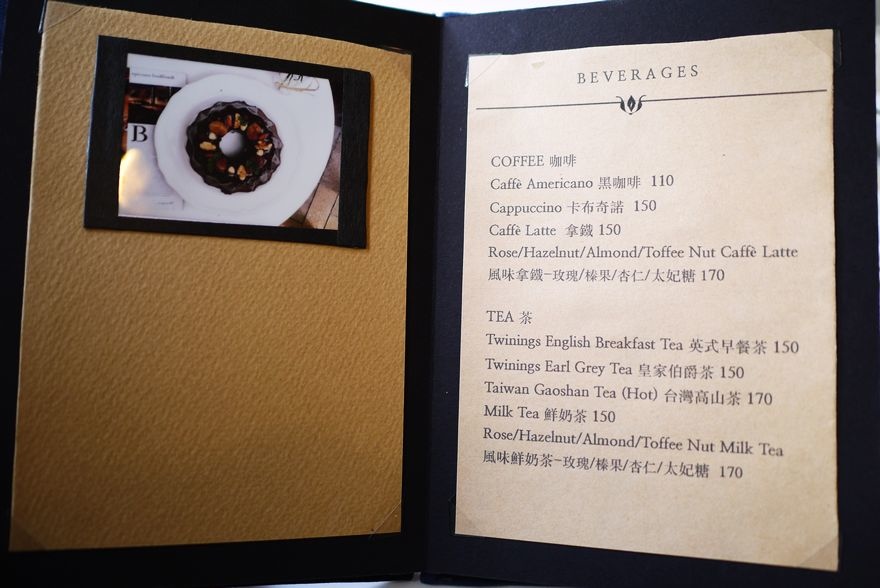 B
BEVERAGES
COFFEE 咖啡
Caffè Americano 黑咖啡 110
Cappuccino 卡布奇諾 150
Caffè Latte 拿鐵 150
Rose/Hazelnut/Almond/Toffee Nut Caffè Latte
風味拿鐵-玫瑰/榛果/杏仁/太妃糖 170
TEA 茶
Twinings English Breakfast Tea 英式早餐茶 150
Twinings Earl Grey Tea 皇家伯爵茶 150
Taiwan Gaoshan Tea (Hot) 台灣高山茶 170
Milk Tea 鮮奶茶 150
Rose/Hazelnut/Almond/Toffee Nut Milk Tea
風味鮮奶茶-玫瑰/榛果/杏仁/太妃糖 170